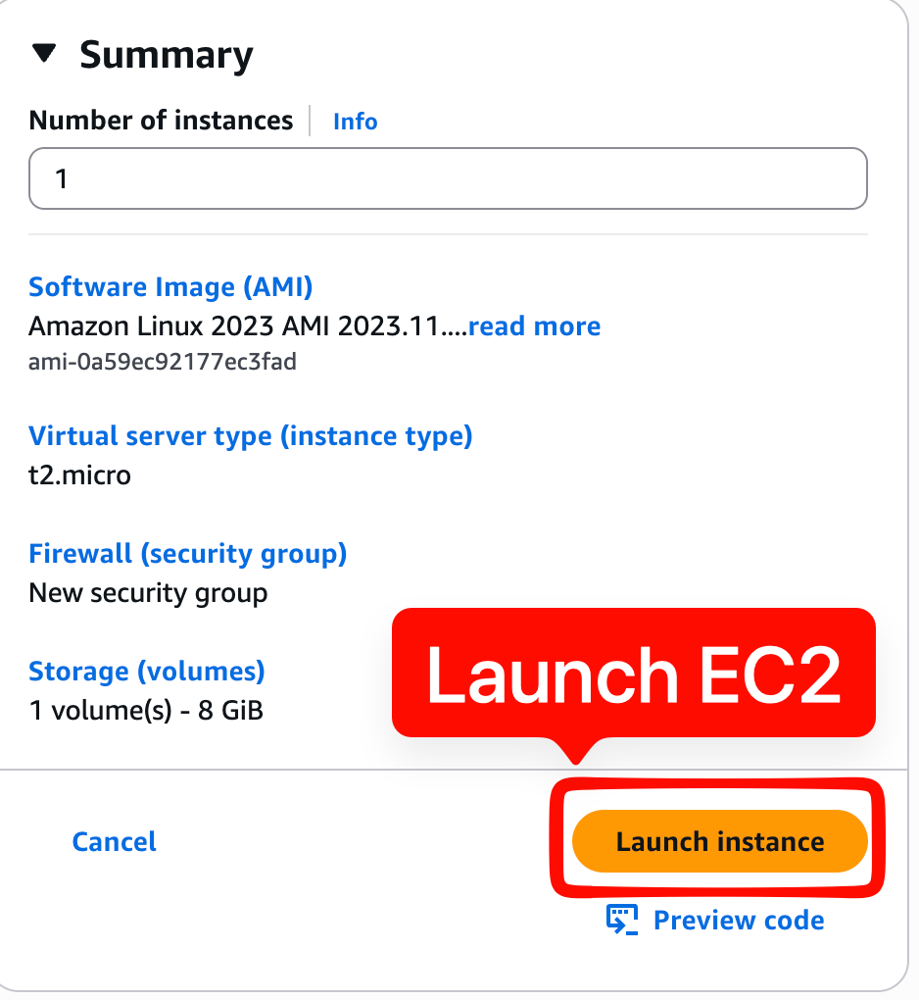 Summary
Number of instances Info
1
Software Image (AMI)
Amazon Linux 2023 AMI 2023.11....read more
ami-0a59ec92177ec3fad
Virtual server type (instance type)
t2.micro
Firewall (security group)
New security group
Storage (volumes)
1 volume(s) - 8 GiB
Launch EC2
Cancel
Launch instance
Preview code